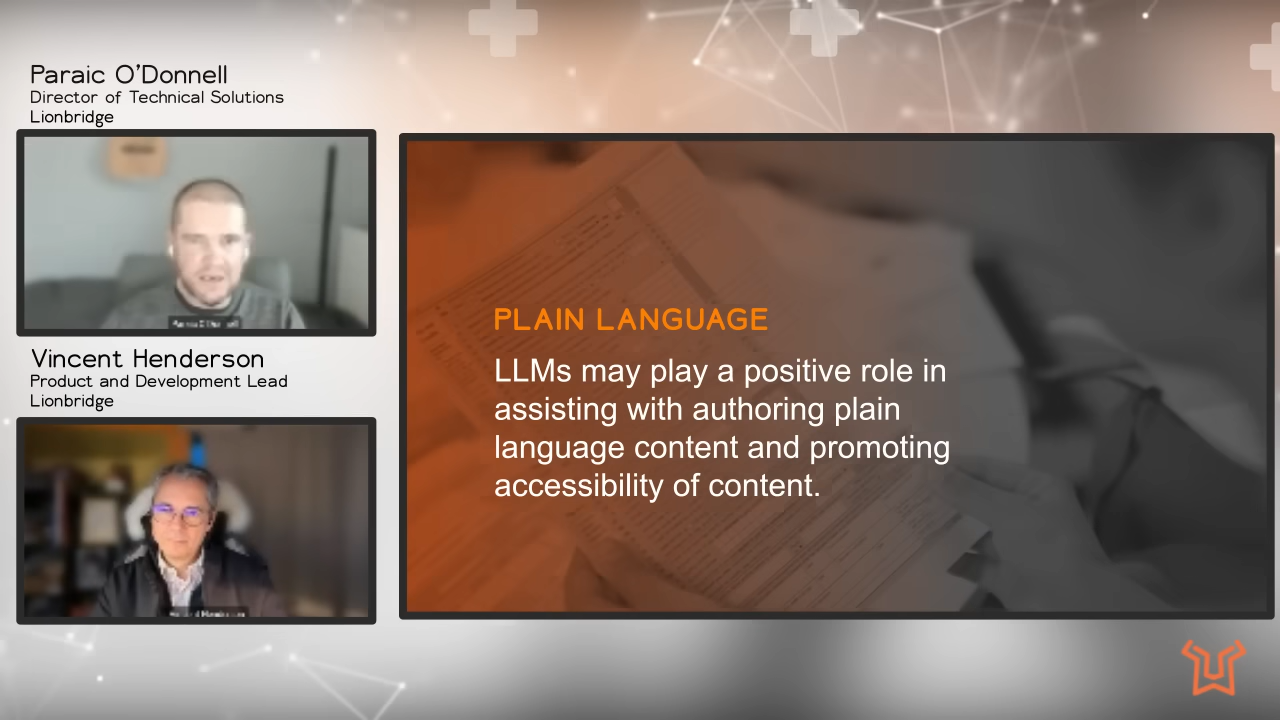 Paraic O'Donnell
Director of Technical Solutions
Lionbridge
Vincent Henderson
Product and Development Lead
Lionbridge
PLAIN LANGUAGE
LLMs may play a positive role in
assisting with authoring plain
language content and promoting
accessibility of content.